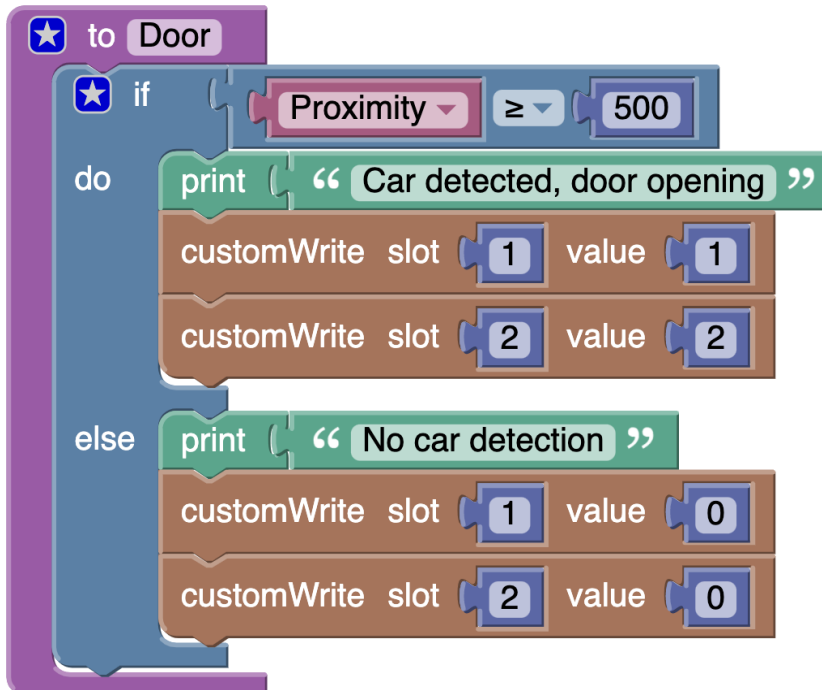 to Door
if Proximity ≥ 500
do print “ Car detected, door opening ”
customWrite slot 1 value 1
customWrite slot 2 value 2
else print “ No car detection ”
customWrite slot 1 value 0
customWrite slot 2 value 0